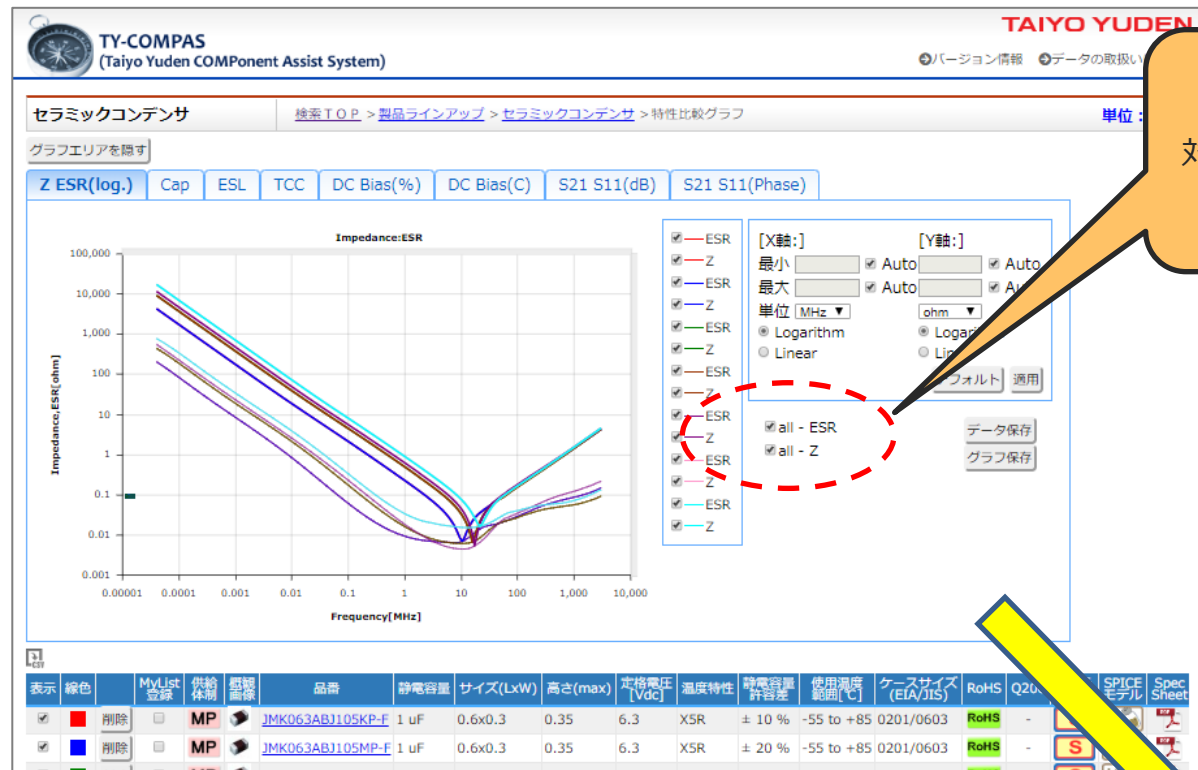 TAIYO YUDEN
TY-COMPAS
(Taiyo Yuden COMPonent Assist System)
バージョン情報 データの取扱い
セラミックコンデンサ
検索ＴＯＰ > 製品ラインアップ > セラミックコンデンサ > 特性比較グラフ
単位：
グラフエリアを隠す
Z ESR(log.) Cap ESL TCC DC Bias(%) DC Bias(C) S21 S11(dB) S21 S11(Phase)
Impedance:ESR
100,000
10,000
1,000
100
10
1
0.1
0.01
0.001
Impedance,ESR[ohm]
0.00001 0.0001 0.001 0.01 0.1 1 10 100 1,000 10,000
Frequency[MHz]
ESR
Z
ESR
Z
ESR
Z
ESR
Z
ESR
Z
ESR
Z
ESR
Z
[X軸:] [Y軸:]
最小 Auto Auto
最大 Auto
単位 MHz ▼ ohm ▼
Logarithm
Linear
フォルト 適用
all - ESR
all - Z
データ保存
グラフ保存
CSV
表示 線色 MyList登録 供給体制 概観画像 品番 静電容量 サイズ(LxW) 高さ(max) 定格電圧[Vdc] 温度特性 静電容量許容差 使用温度範囲[℃] ケースサイズ(EIA/JIS) RoHS SPICEモデル Spec Sheet
削除 MP JMK063ABJ105KP-F 1 uF 0.6x0.3 0.35 6.3 X5R ± 10 % -55 to +85 0201/0603 RoHS -
削除 MP JMK063ABJ105MP-F 1 uF 0.6x0.3 0.35 6.3 X5R ± 20 % -55 to +85 0201/0603 RoHS - S